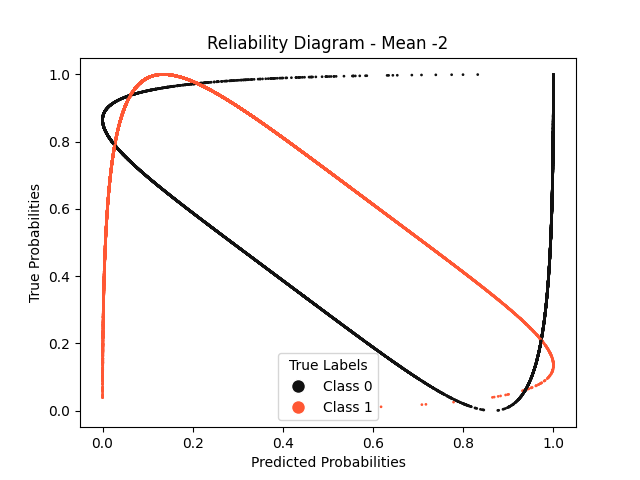 Reliability Diagram - Mean -2
True Probabilities
1.0
0.8
0.6
0.4
0.2
0.0
True Labels
Class 0
Class 1
0.0 0.2 0.4 0.6 0.8 1.0
Predicted Probabilities